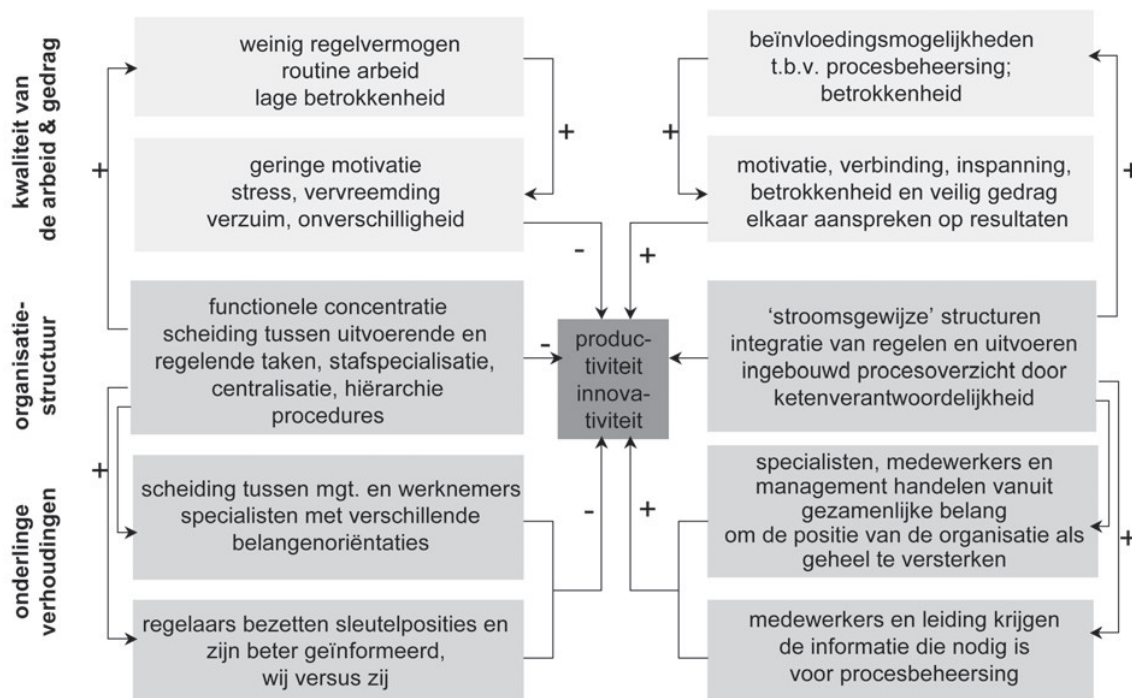 kwaliteit van
de arbeid & gedrag
weinig regelvermogen
routine arbeid
lage betrokkenheid
+
+
geringe motivatie
stress, vervreemding
verzuim, onverschilligheid
-
beïnvloedingsmogelijkheden
t.b.v. procesbeheersing;
betrokkenheid
+
+
motivatie, verbinding, inspanning,
betrokkenheid en veilig gedrag
elkaar aanspreken op resultaten
+
organisatie-
structuur
functionele concentratie
scheiding tussen uitvoerende en
regelende taken, stafspecialisatie,
centralisatie, hiërarchie
procedures
-
produc-
tiviteit
innova-
tiviteit
‘stroomsgewijze’ structuren
integratie van regelen en uitvoeren
ingebouwd procesoverzicht door
ketenverantwoordelijkheid
onderlinge
verhoudingen
+
scheiding tussen mgt. en werknemers
specialisten met verschillende
belangenoriëntaties
-
+
specialisten, medewerkers en
management handelen vanuit
gezamenlijke belang
om de positie van de organisatie als
geheel te versterken
+
regelaars bezetten sleutelposities en
zijn beter geïnformeerd,
wij versus zij
medewerkers en leiding krijgen
de informatie die nodig is
voor procesbeheersing